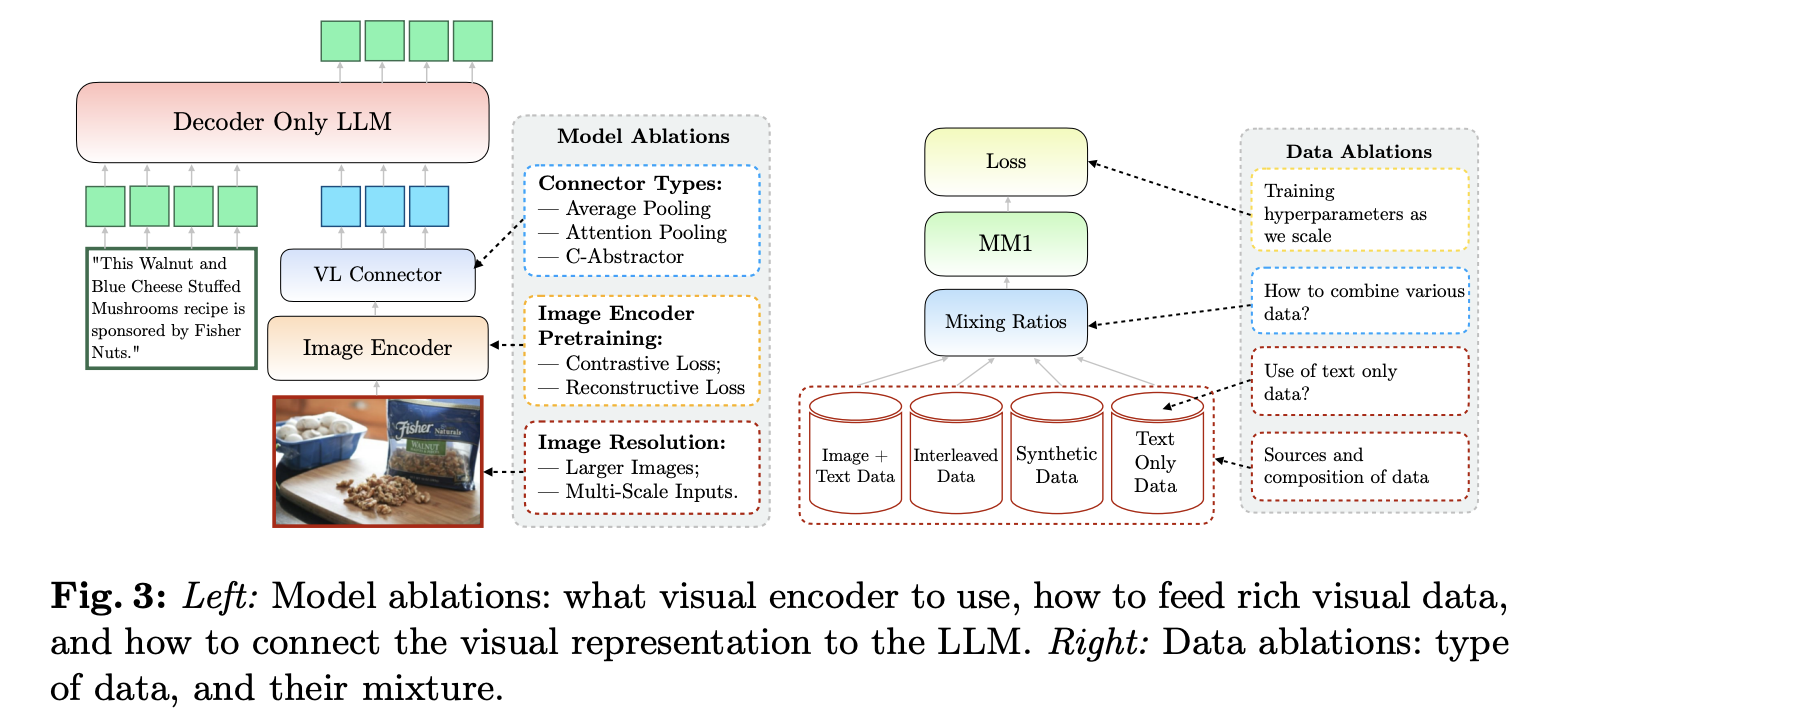 Decoder Only LLM
"This Walnut and
Blue Cheese Stuffed
Mushrooms recipe is
sponsored by Fisher
Nuts."
VL Connector
Image Encoder
Fisher
Naturals
WALNUT
Model Ablations
Connector Types:
— Average Pooling
— Attention Pooling
— C-Abstractor
Image Encoder
Pretraining:
— Contrastive Loss;
— Reconstructive Loss
Image Resolution:
— Larger Images;
— Multi-Scale Inputs.
Loss
MM1
Mixing Ratios
Image +
Text Data
Interleaved
Data
Synthetic
Data
Text
Only
Data
Data Ablations
Training
hyperparameters as
we scale
How to combine various
data?
Use of text only
data?
Sources and
composition of data
Fig. 3: Left: Model ablations: what visual encoder to use, how to feed rich visual data,
and how to connect the visual representation to the LLM. Right: Data ablations: type
of data, and their mixture.